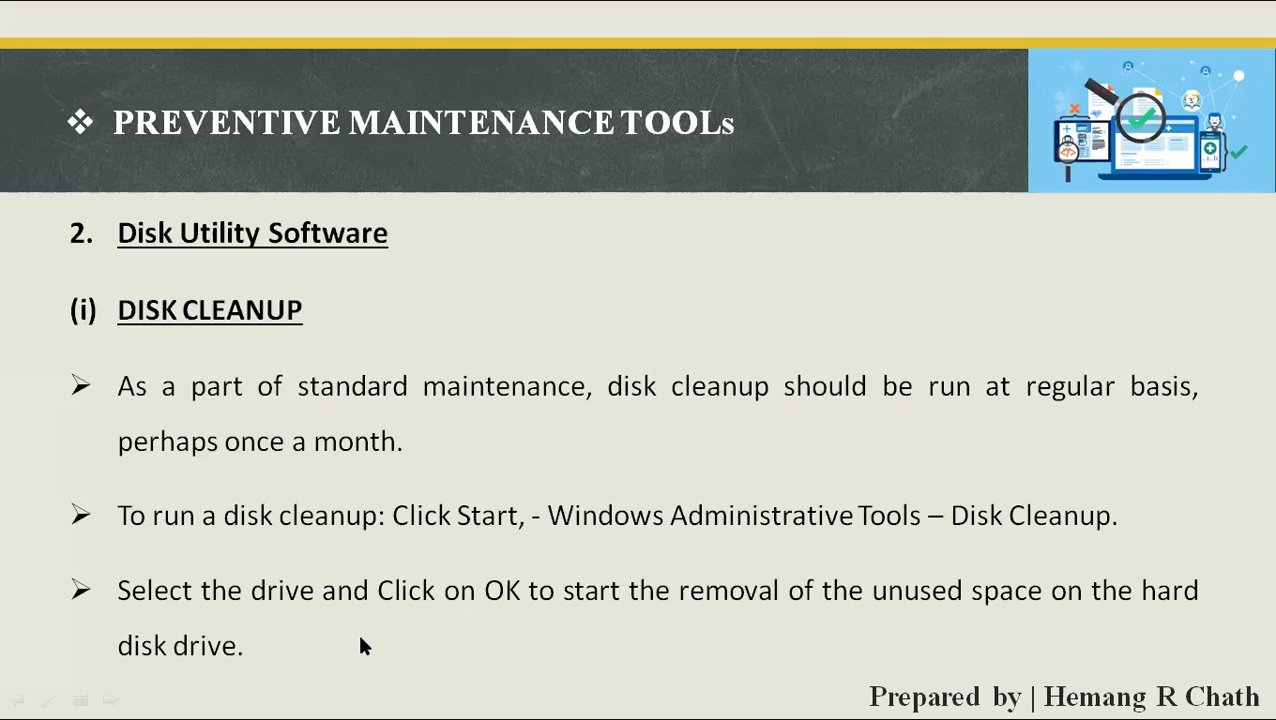 ❖ PREVENTIVE MAINTENANCE TOOLs
2. Disk Utility Software
(i) DISK CLEANUP
➢ As a part of standard maintenance, disk cleanup should be run at regular basis,
perhaps once a month.
➢ To run a disk cleanup: Click Start, - Windows Administrative Tools – Disk Cleanup.
➢ Select the drive and Click on OK to start the removal of the unused space on the hard
disk drive.
Prepared by | Hemang R Chath